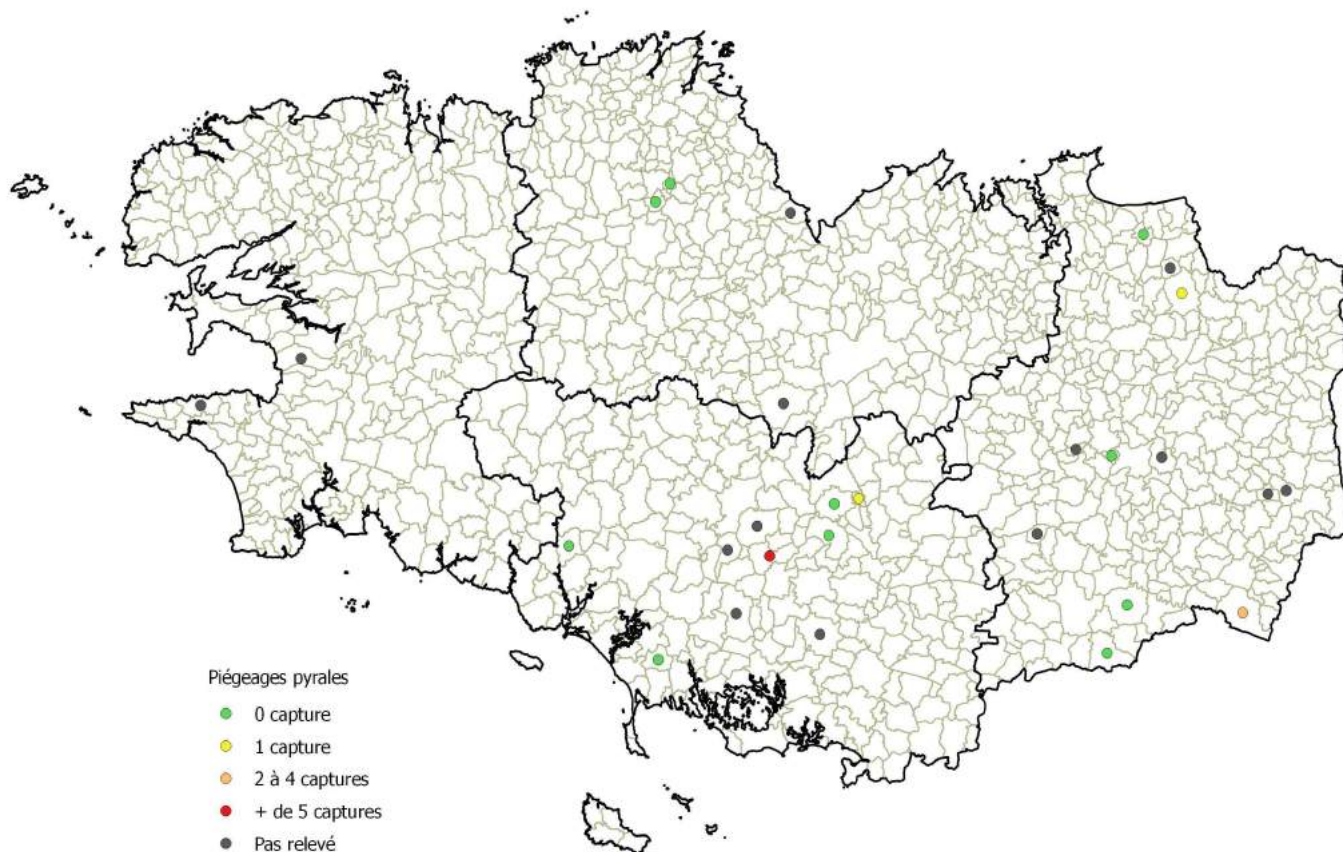 Piégeages pyrales
0 capture
1 capture
2 à 4 captures
+ de 5 captures
Pas relevé